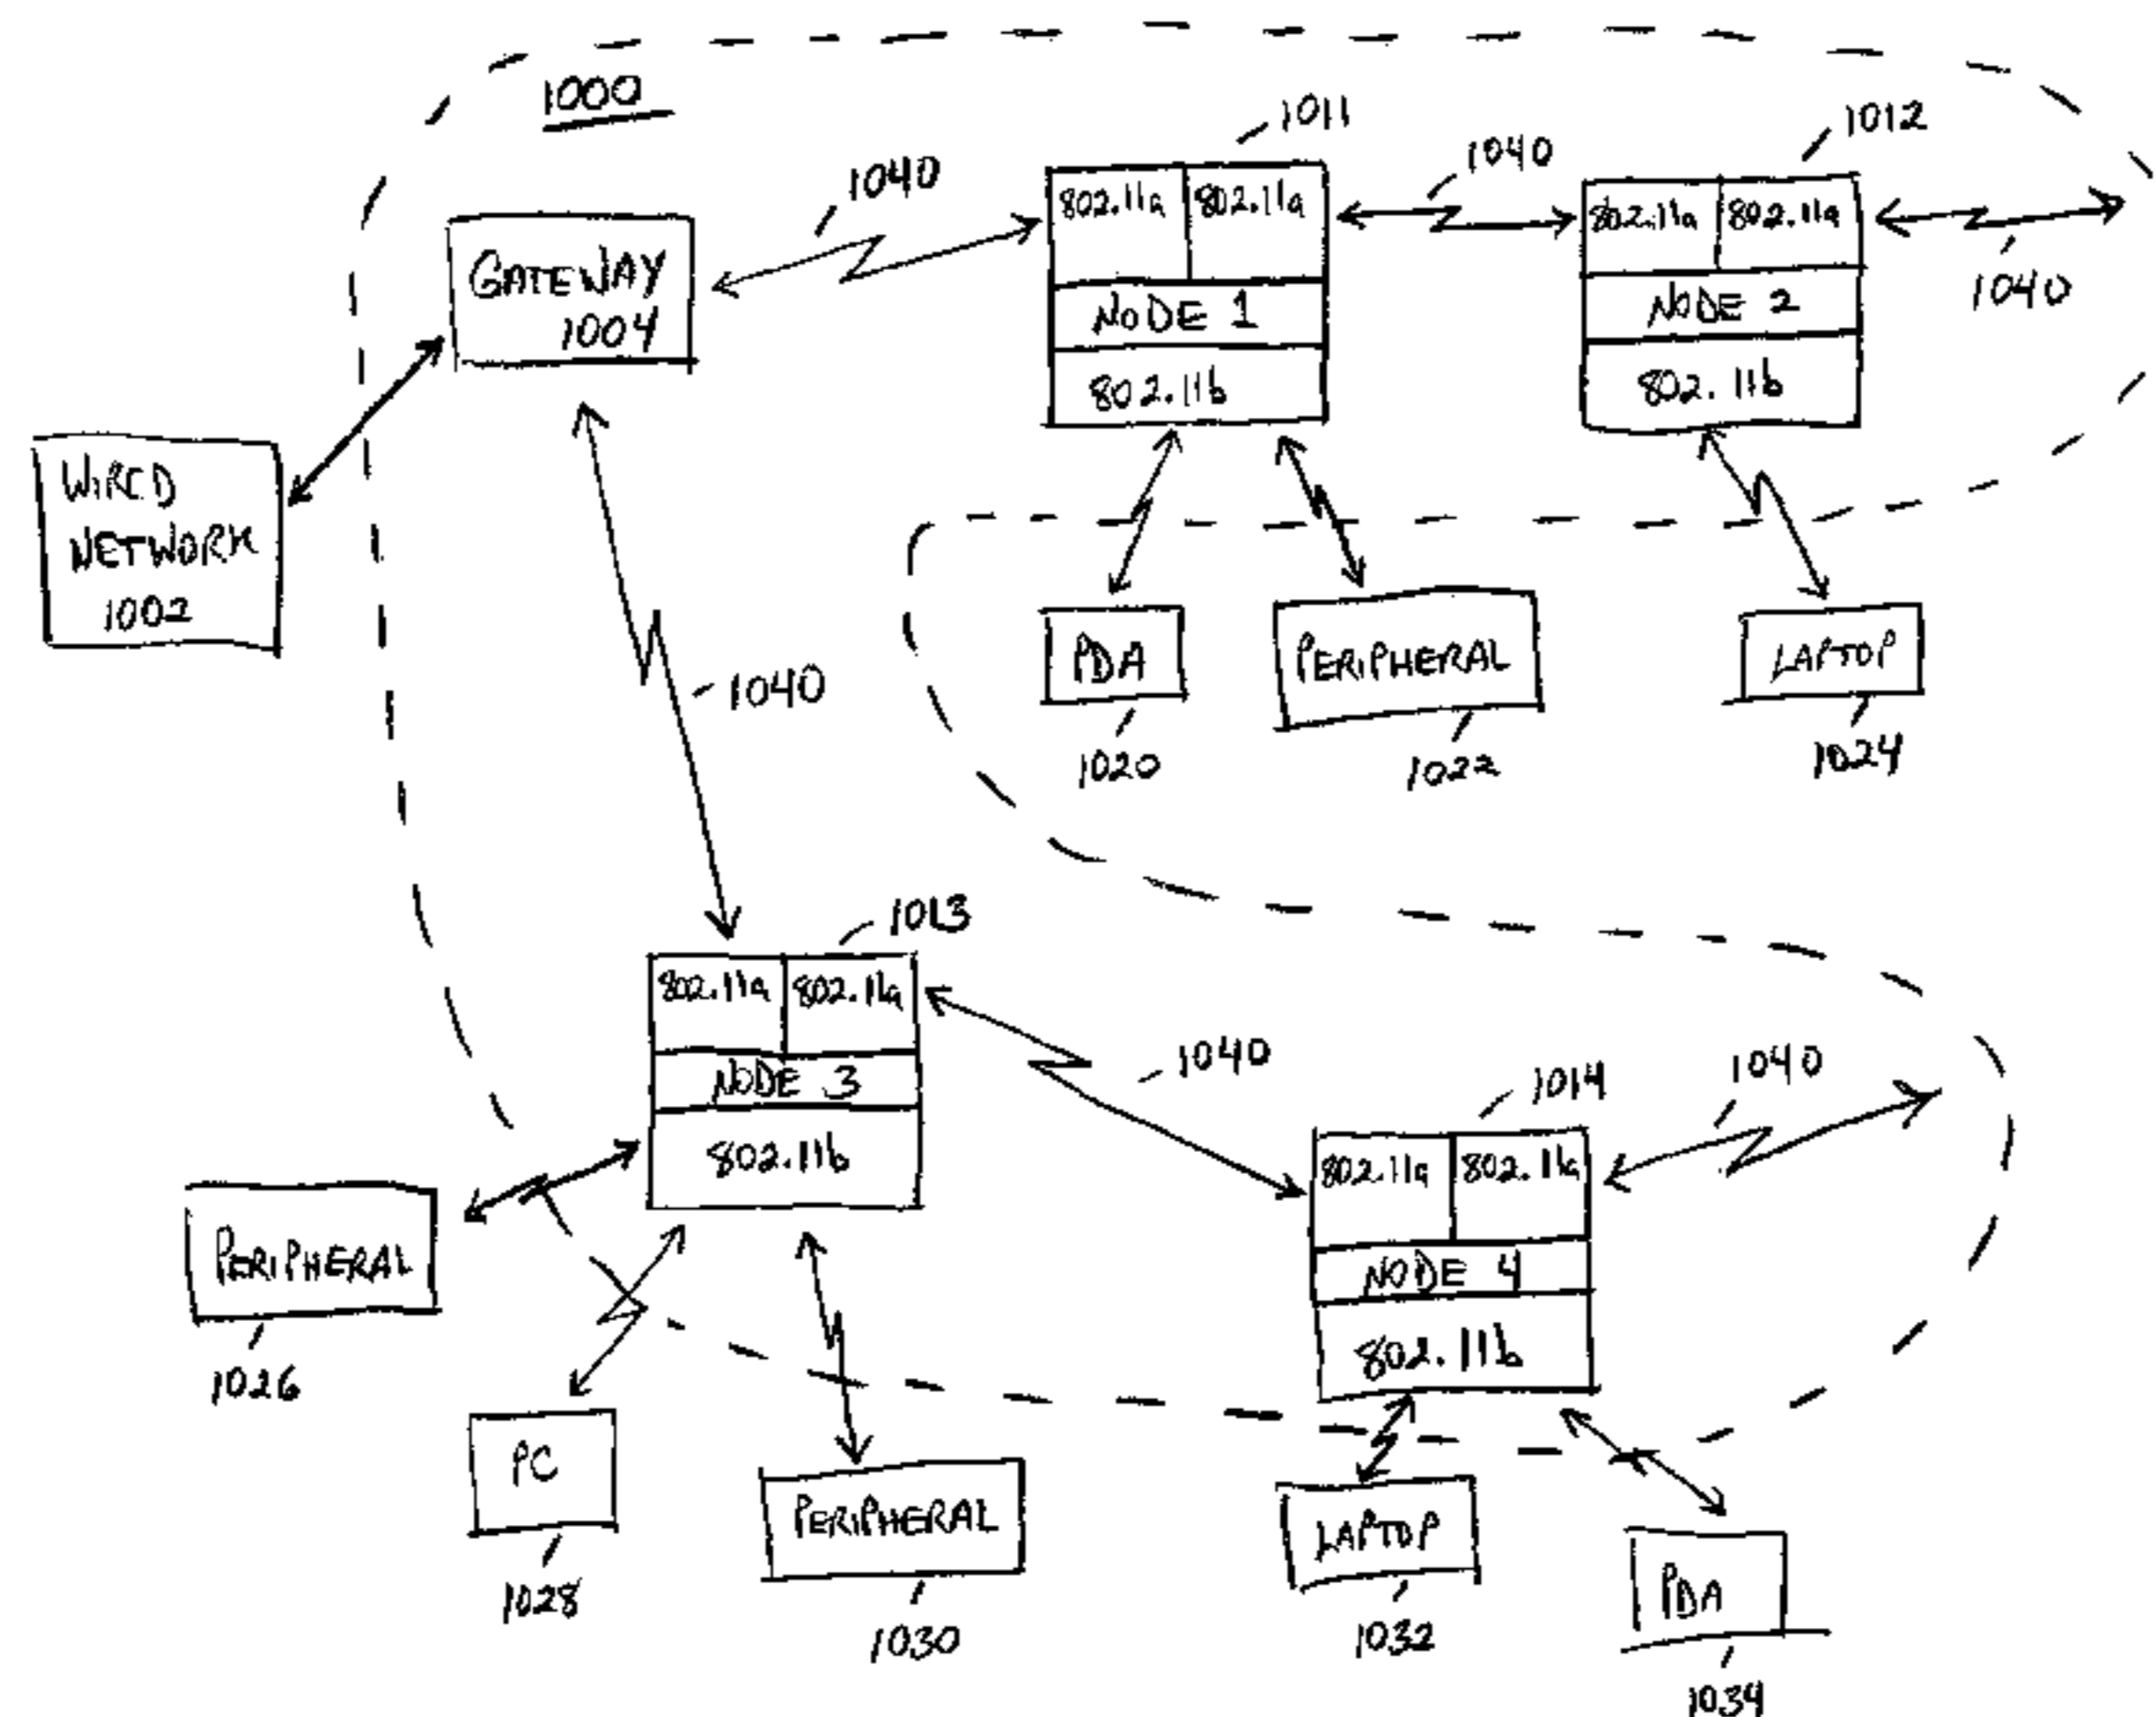 1000
1011
1012
1040
1040
802.11a 802.11a
802.11a 802.11a
GATEWAY
1004
1040
NODE 1
NODE 2
802.11b
802.11b
WIRED
NETWORK
1002
PDA
PERIPHERAL
LAPTOP
1040
1020
1022
1024
1013
802.11a 802.11a
1040
1040
NODE 3
1014
802.11b
802.11a 802.11a
PERIPHERAL
NODE 4
1026
802.11b
PC
PERIPHERAL
LAPTOP
PDA
1028
1030
1032
1034